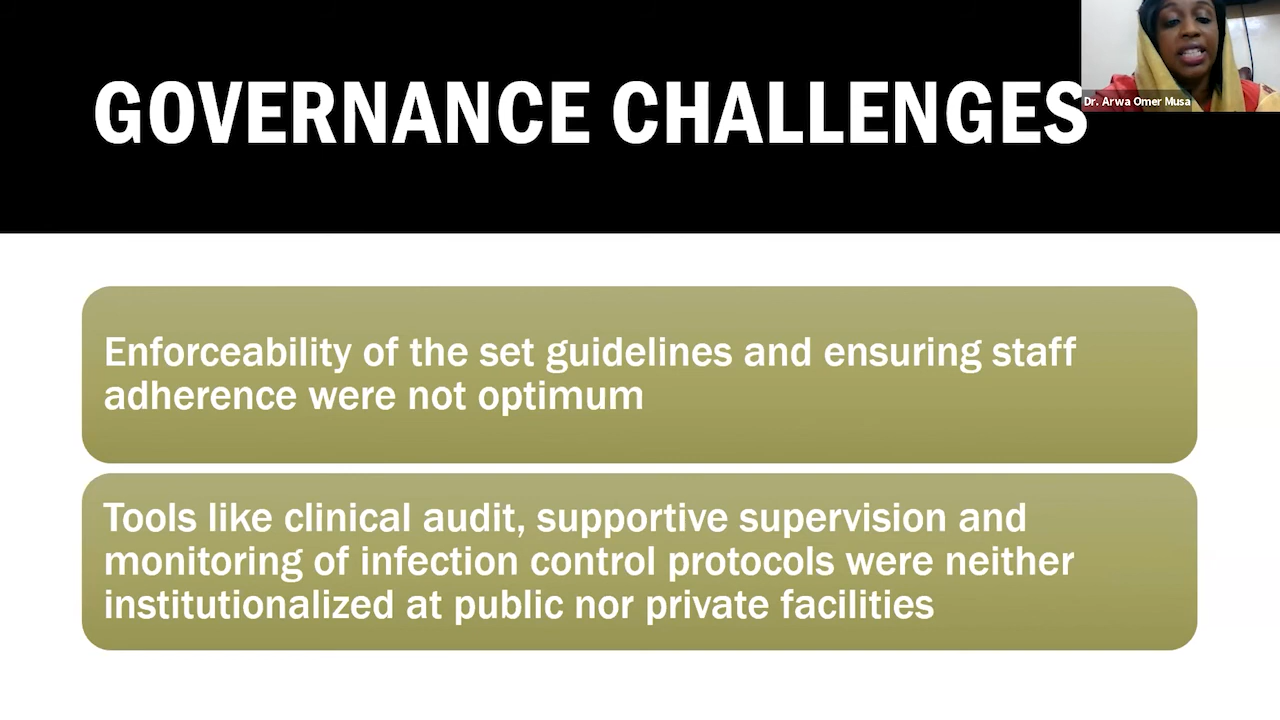 GOVERNANCE CHALLENGES
Dr. Arwa Omer Musa
Enforceability of the set guidelines and ensuring staff
adherence were not optimum
Tools like clinical audit, supportive supervision and
monitoring of infection control protocols were neither
institutionalized at public nor private facilities